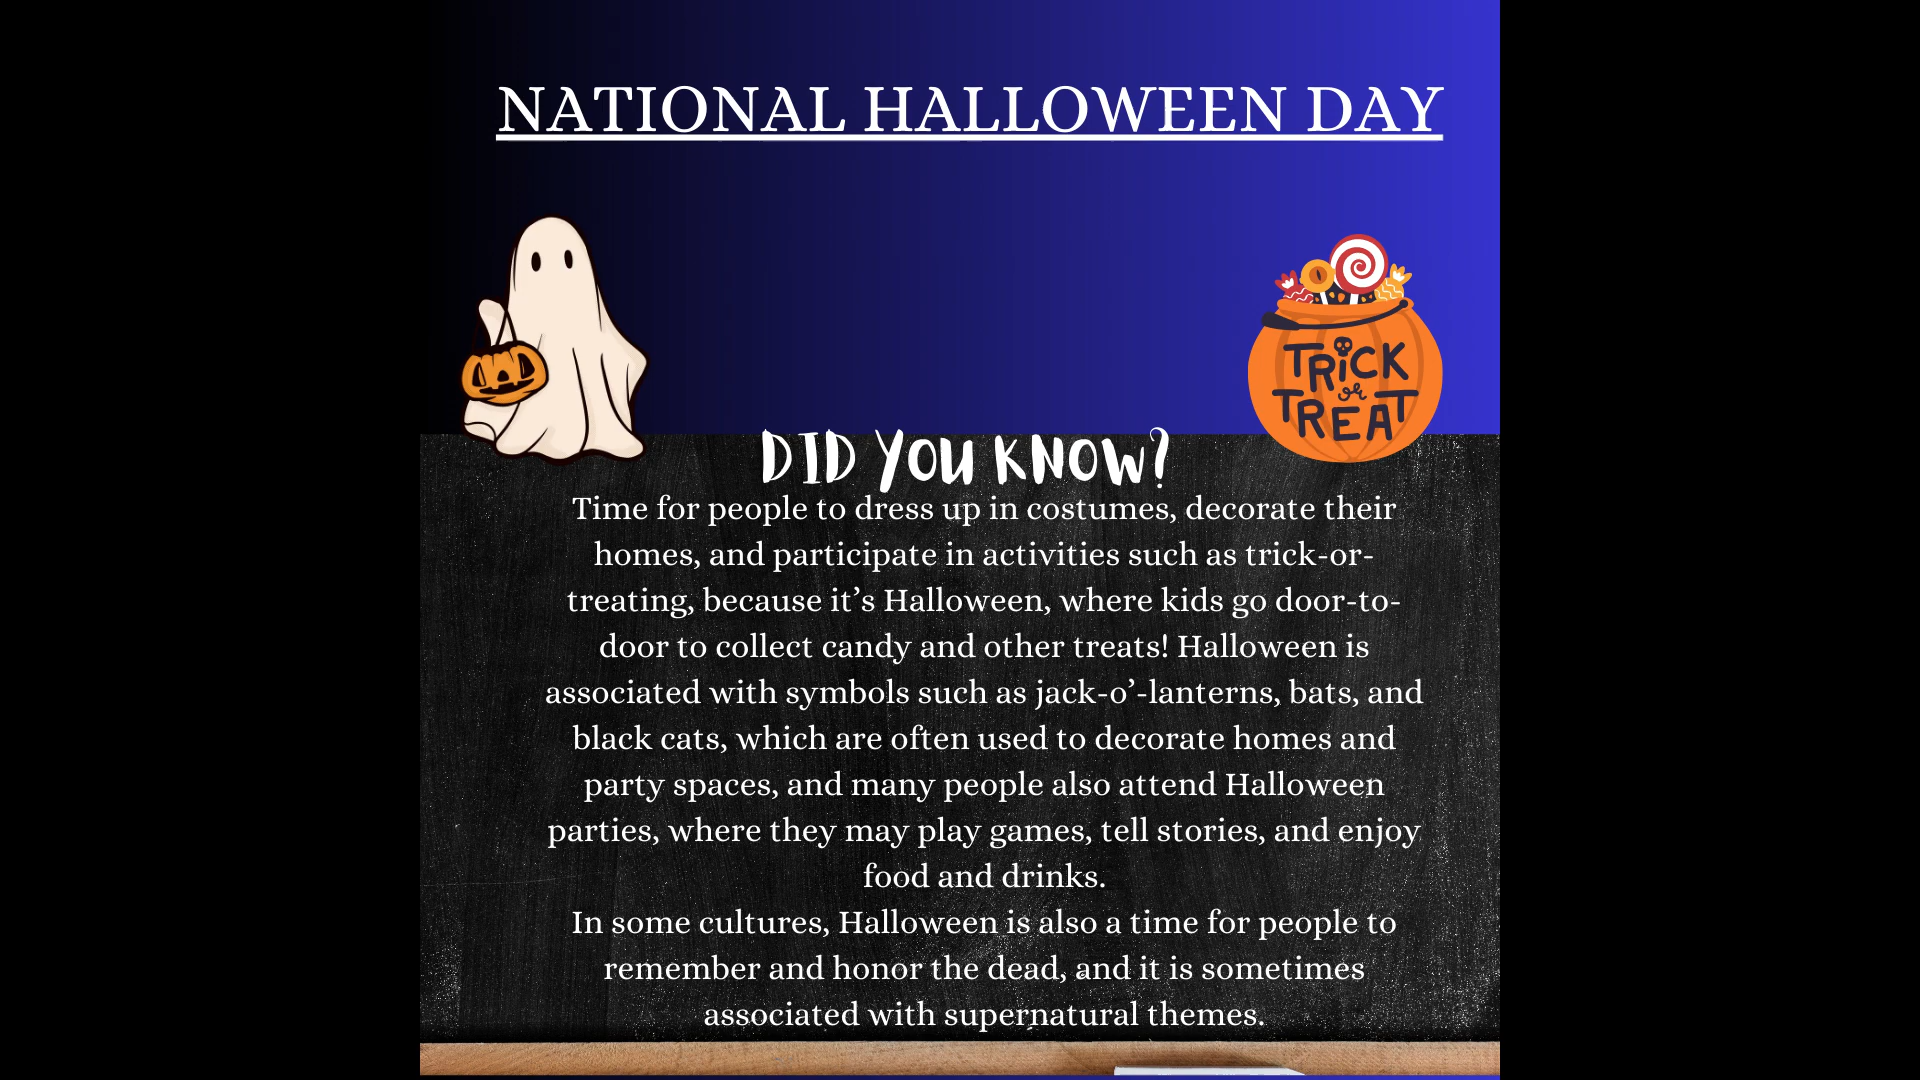 NATIONAL HALLOWEEN DAY
TRiCK
or
TREAT
DID YOU KNOW?
Time for people to dress up in costumes, decorate their
homes, and participate in activities such as trick-or-
treating, because it’s Halloween, where kids go door-to-
door to collect candy and other treats! Halloween is
associated with symbols such as jack-o’-lanterns, bats, and
black cats, which are often used to decorate homes and
party spaces, and many people also attend Halloween
parties, where they may play games, tell stories, and enjoy
food and drinks.
In some cultures, Halloween is also a time for people to
remember and honor the dead, and it is sometimes
associated with supernatural themes.